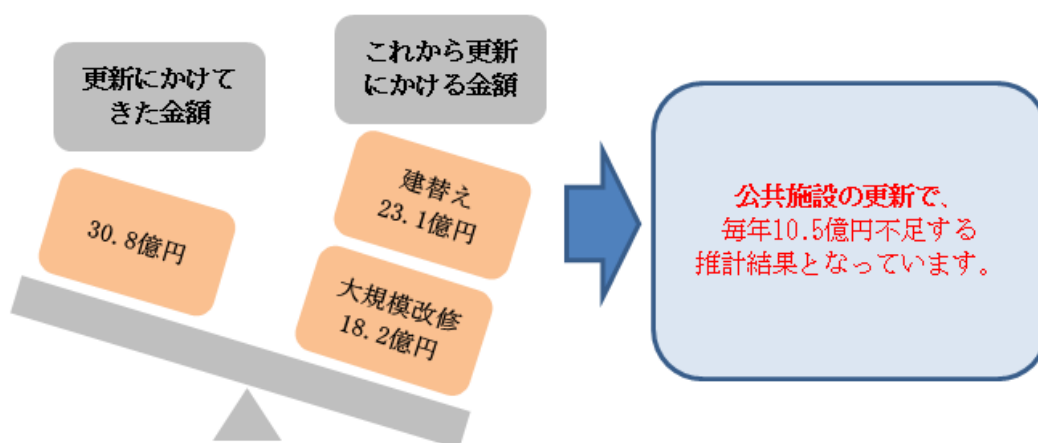 更新にかけて
きた金額
これから更新
にかける金額
30.8億円
建替え
23.1億円
大規模改修
18.2億円
公共施設の更新で、
毎年10.5億円不足する
推計結果となっています。